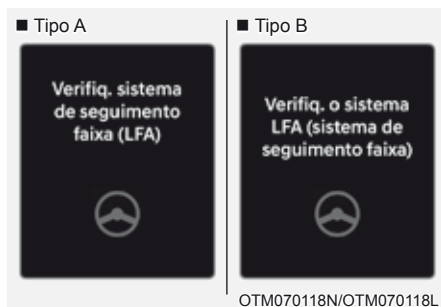 ■ Tipo A
Verifiq. sistema
de seguimento
faixa (LFA)
■ Tipo B
Verifiq. o sistema
LFA (sistema de
seguimento faixa)
OTM070118N/OTM070118L